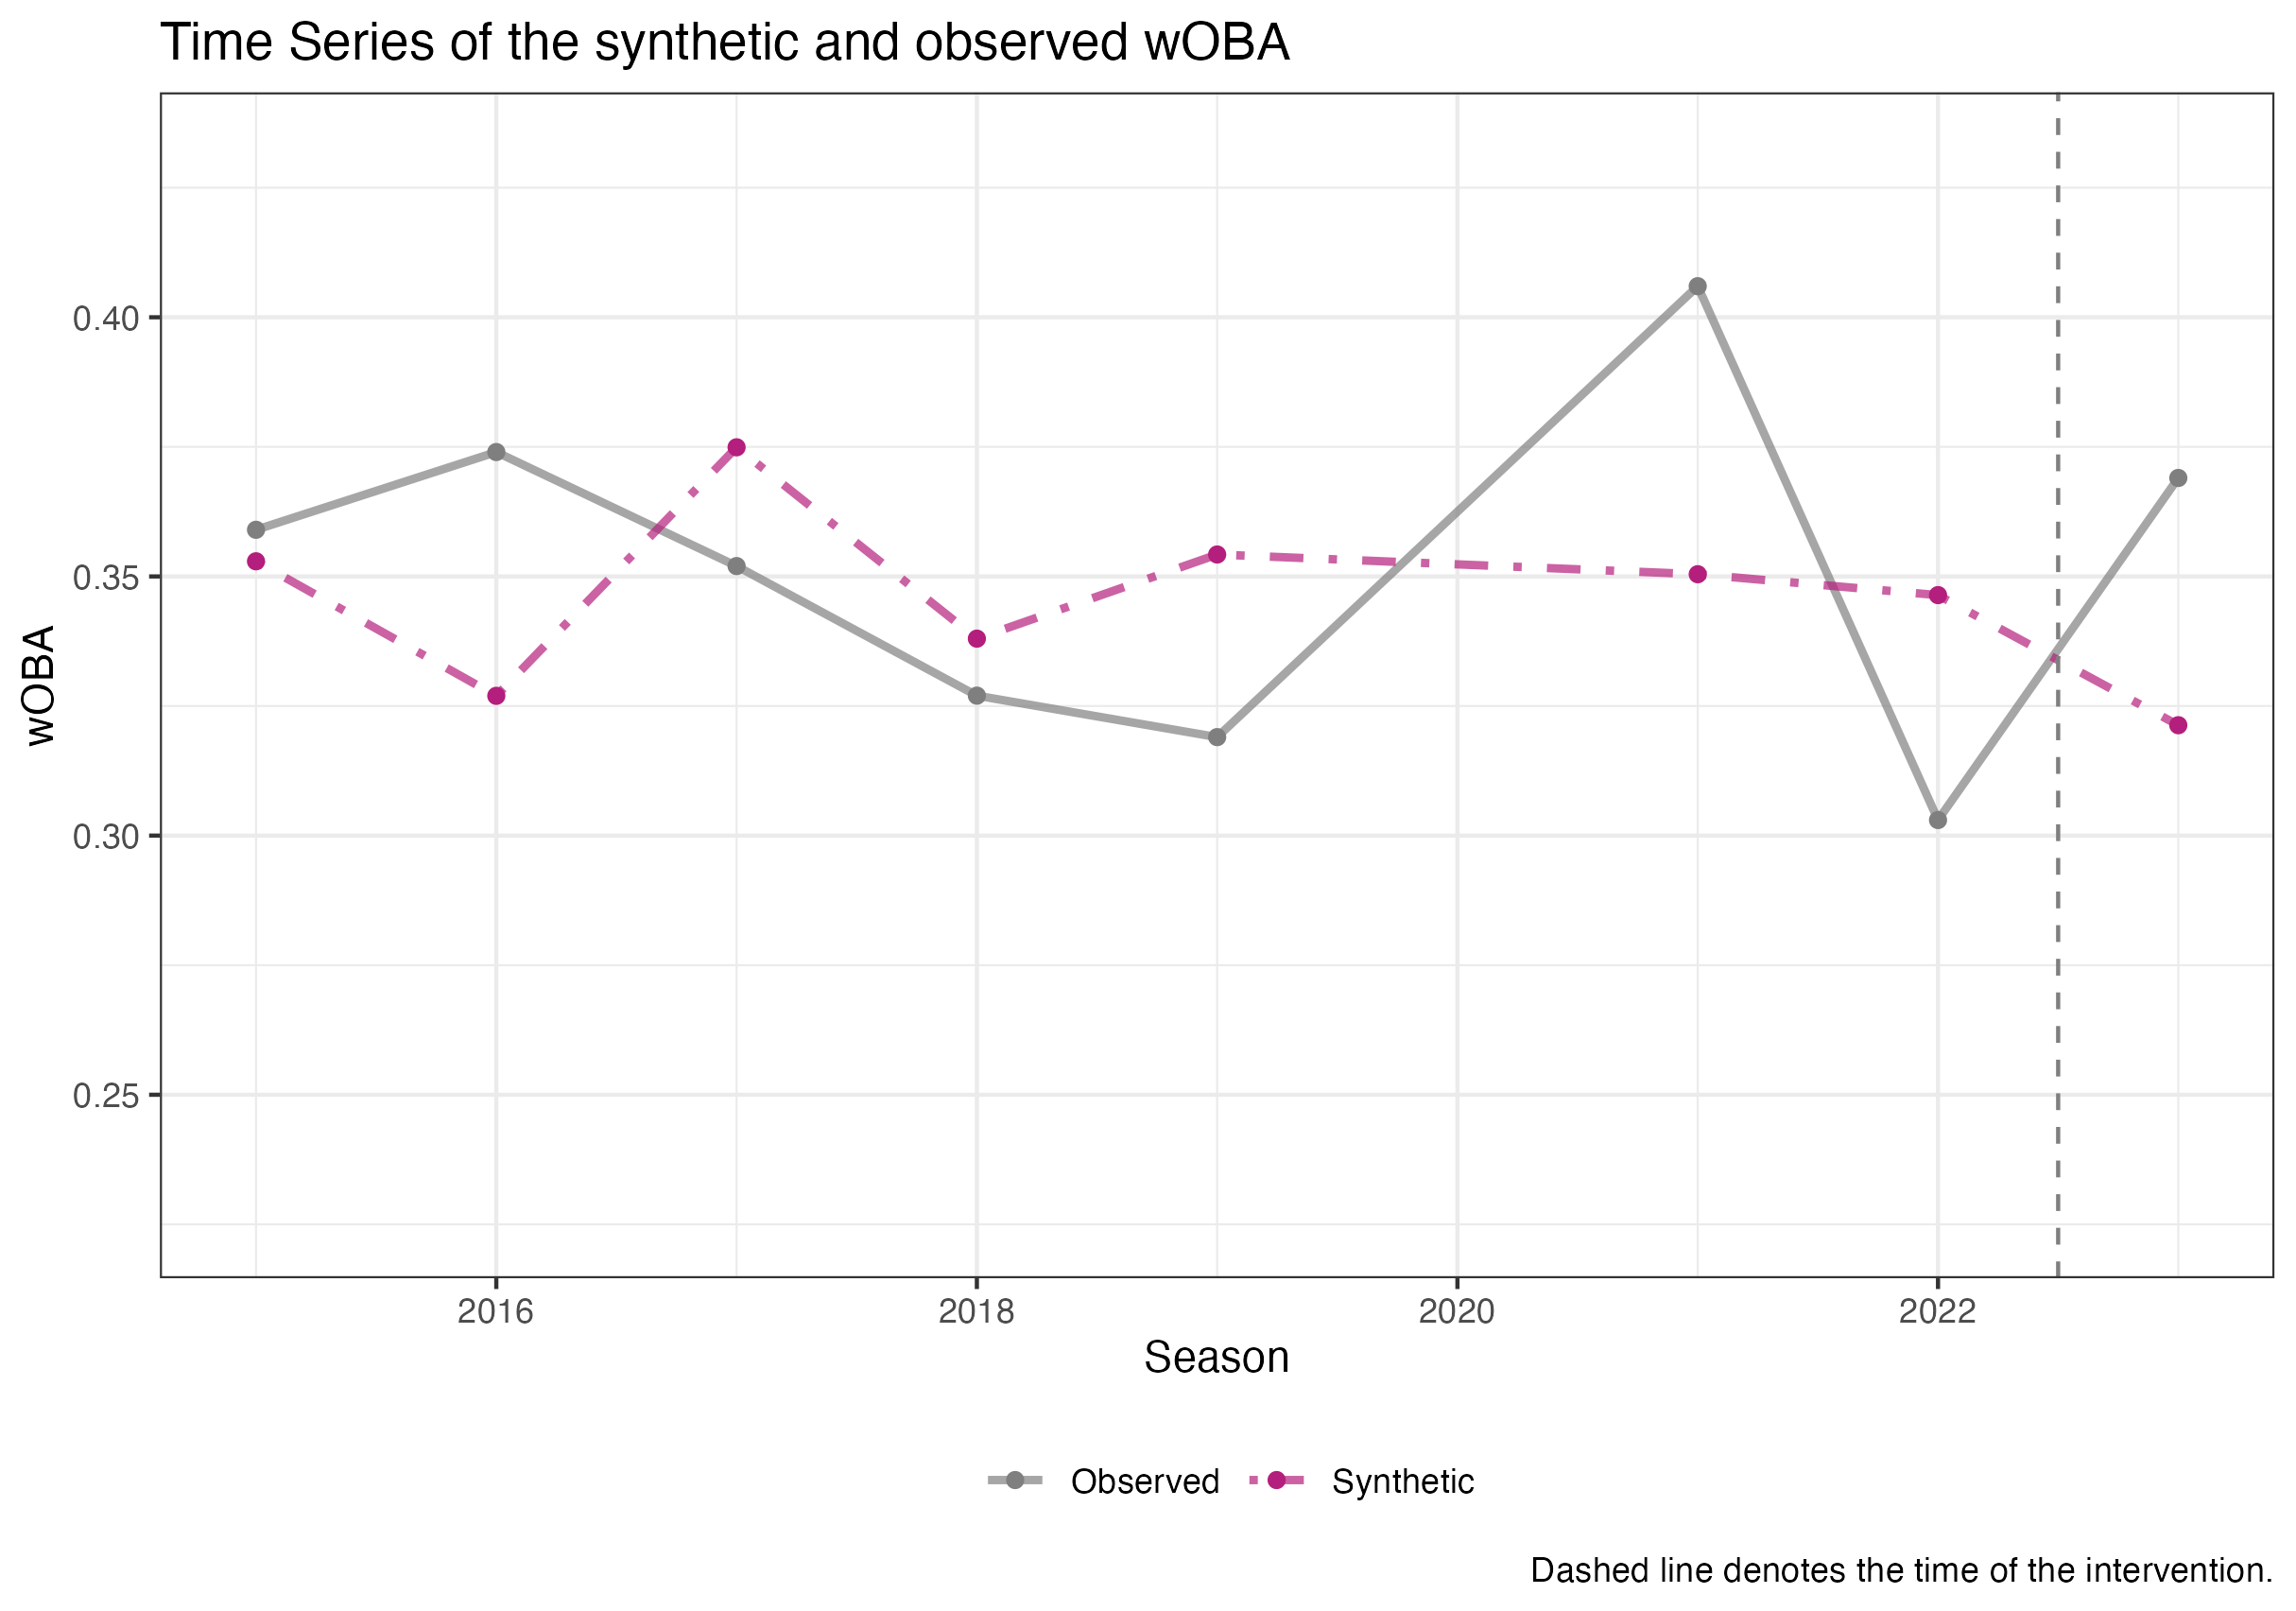 Time Series of the synthetic and observed wOBA
wOBA
0.40
0.35
0.30
0.25
2016 2018 2020 2022
Season
Observed Synthetic
Dashed line denotes the time of the intervention.